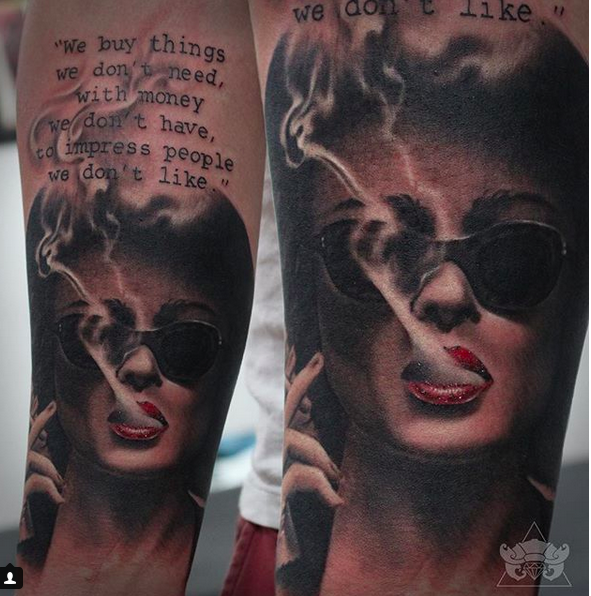 "We buy things
we don't need,
with money
we don't have,
to impress people
we don't like."
we don't like."